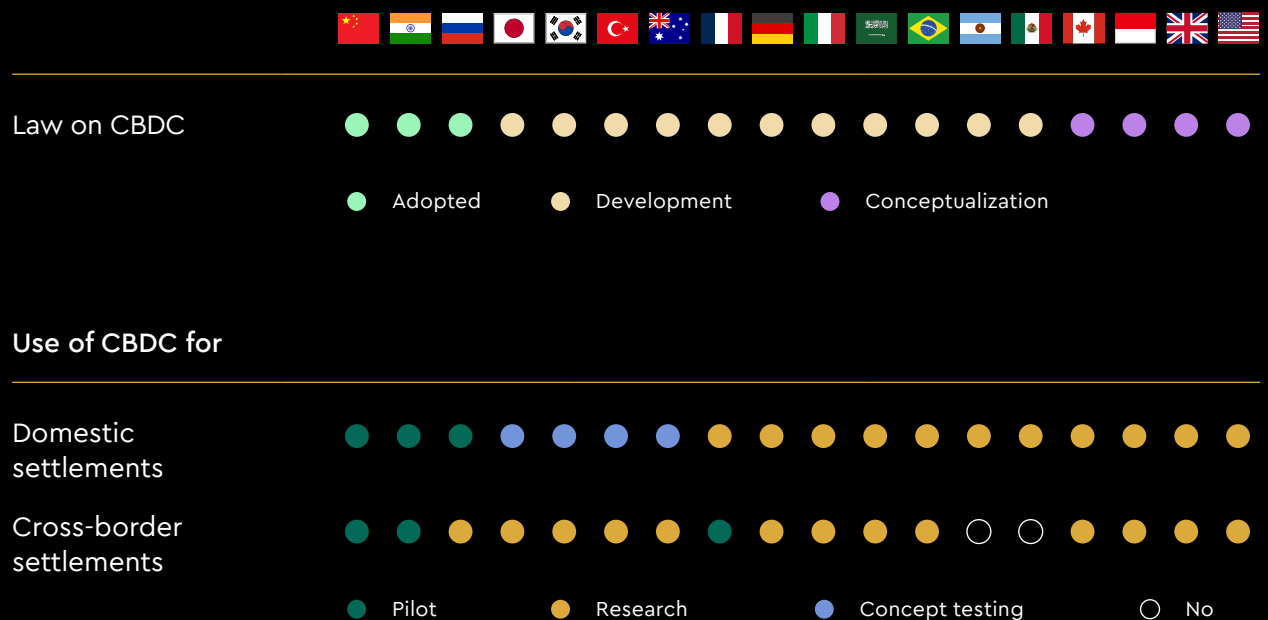 Law on CBDC
Adopted
Development
Conceptualization
Use of CBDC for
Domestic
settlements
Cross-border
settlements
Pilot
Research
Concept testing
No